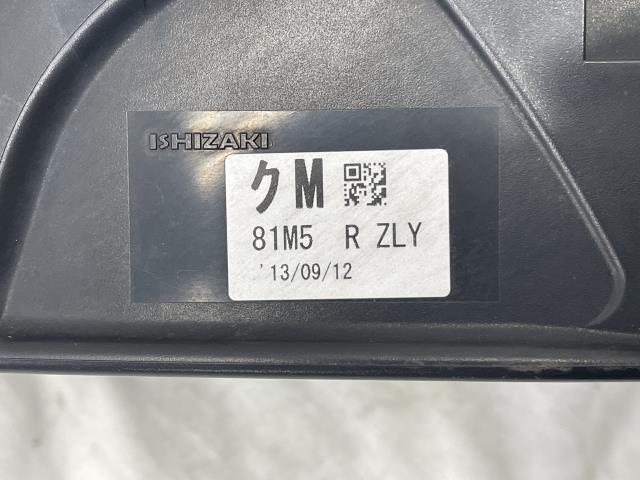 ISHIZAKI
クM
81M5 R ZLY
'13/09/12